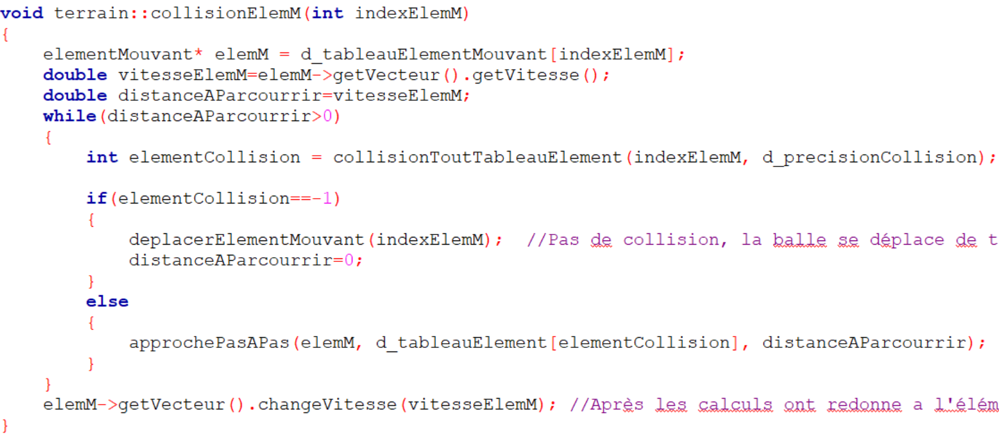 void terrain::collisionElemM(int indexElemM)
{
    elementMouvant* elemM = d_tableauElementMouvant[indexElemM];
    double vitesseElemM=elemM->getVecteur().getVitesse();
    double distanceAParcourrir=vitesseElemM;
    while(distanceAParcourrir>0)
    {
        int elementCollision = collisionToutTableauElement(indexElemM, d_precisionCollision);
        if(elementCollision==-1)
        {
            deplacerElementMouvant(indexElemM);  //Pas de collision, la balle se déplace de t
            distanceAParcourrir=0;
        }
        else
        {
            approchePasAPas(elemM, d_tableauElement[elementCollision], distanceAParcourrir);
        }
    }
    elemM->getVecteur().changeVitesse(vitesseElemM); //Après les calculs ont redonne a l'élém
}